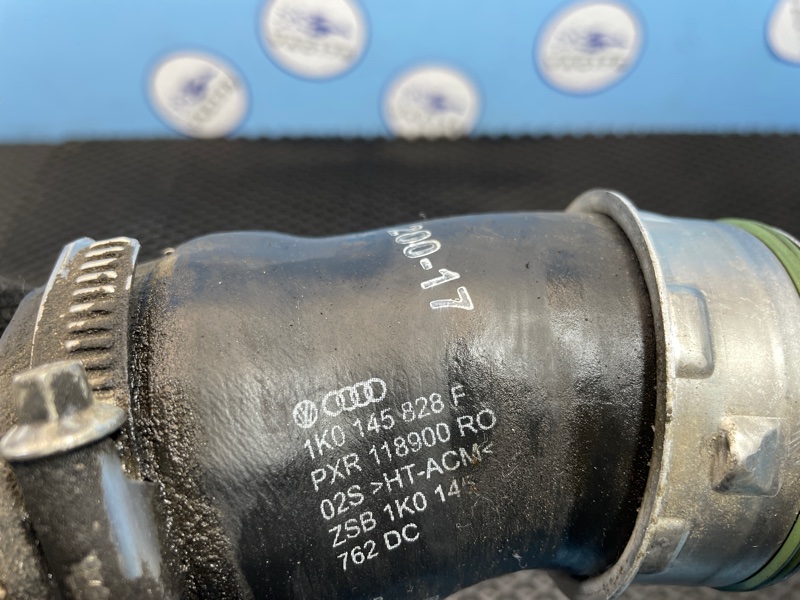 200-17
1K0 145 828 F
PXR 118900 RO
02S >HT-ACM<
ZSB 1K0 145
762 DC